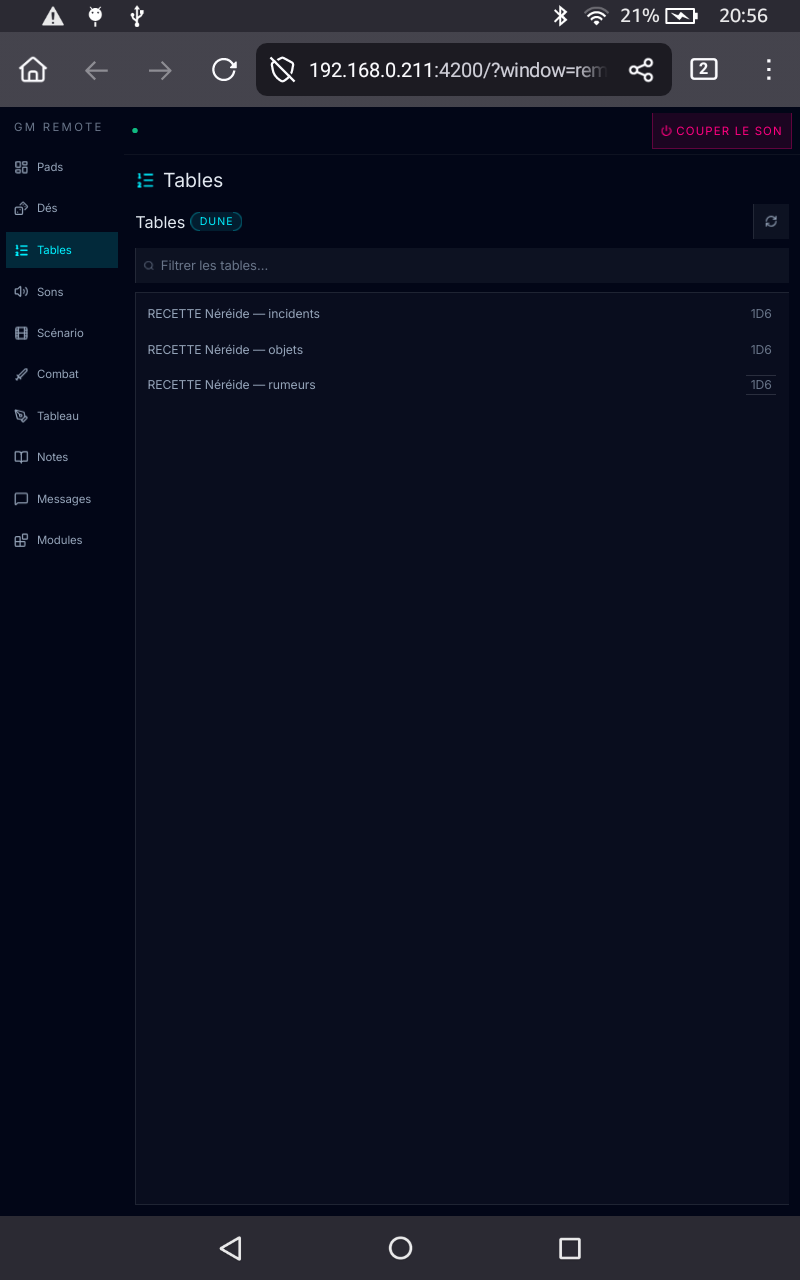 21% 20:56
192.168.0.211:4200/?window=rem
2
GM REMOTE
COUPER LE SON
Pads
Dés
Tables
Sons
Scénario
Combat
Tableau
Notes
Messages
Modules
Tables
Tables DUNE
Filtrer les tables...
RECETTE Néréide — incidents 1D6
RECETTE Néréide — objets 1D6
RECETTE Néréide — rumeurs 1D6